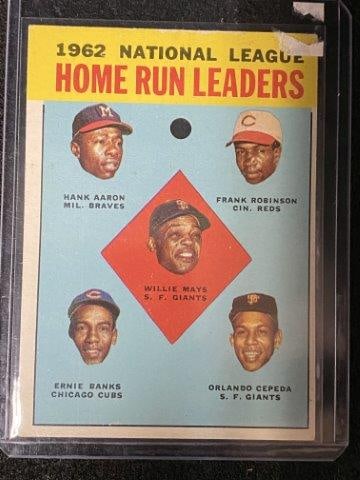 1962 NATIONAL LEAGUE
HOME RUN LEADERS
HANK AARON
MIL. BRAVES
FRANK ROBINSON
CIN. REDS
WILLIE MAYS
S. F. GIANTS
ERNIE BANKS
CHICAGO CUBS
ORLANDO CEPEDA
S. F. GIANTS